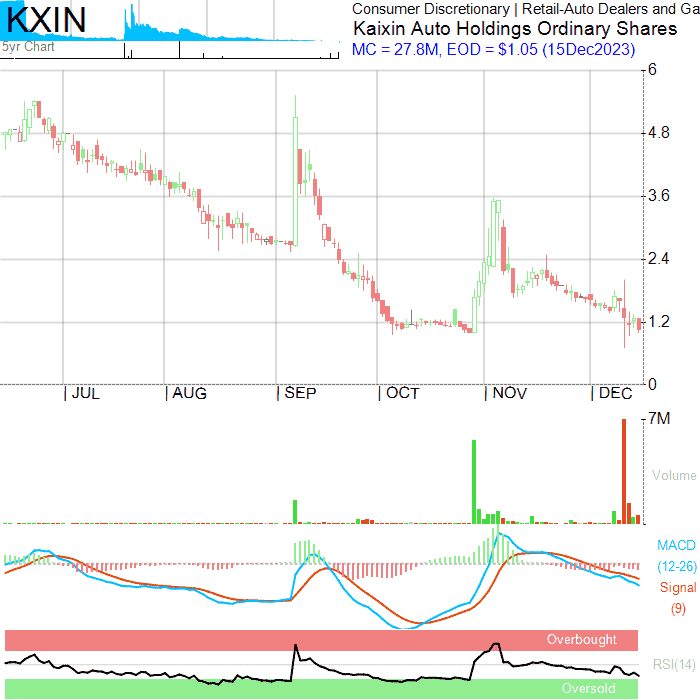 KXIN
5yr Chart
Consumer Discretionary | Retail-Auto Dealers and Ga
Kaixin Auto Holdings Ordinary Shares
MC = 27.8M, EOD = $1.05 (15Dec2023)
6
4.8
3.6
2.4
1.2
0
JUL AUG SEP OCT NOV DEC
7M
Volume
MACD
(12-26)
Signal
(9)
Overbought
RSI(14)
Oversold